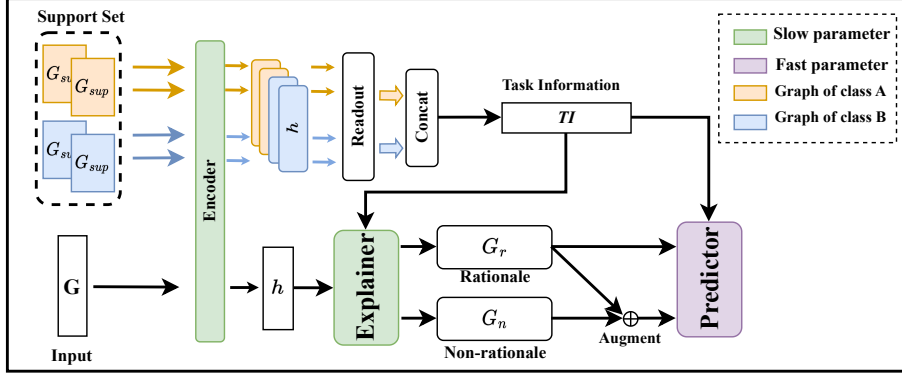 Support Set
G_sup
G_sup
Encoder
h
Readout
Concat
Task Information
TI
Slow parameter
Fast parameter
Graph of class A
Graph of class B
G_sup
G
Input
h
Explainer
G_r
Rationale
G_n
Non-rationale
Augment
Predictor